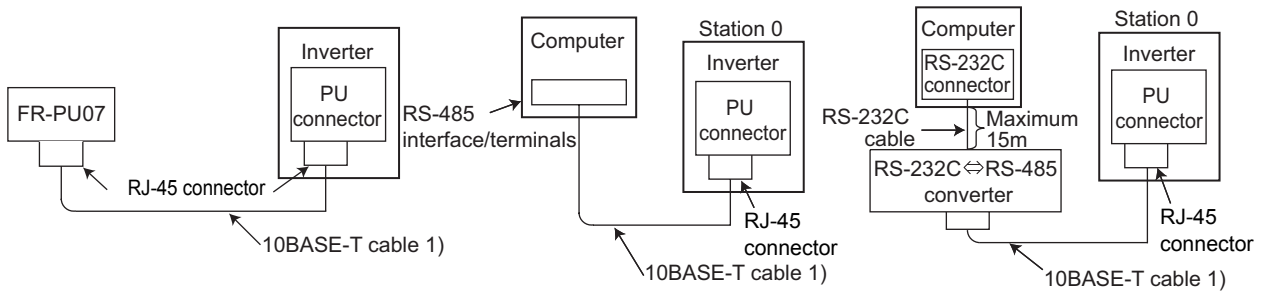 FR-PU07
Inverter
PU
connector
RJ-45 connector
10BASE-T cable 1)
Computer
RS-485
interface/terminals
Station 0
Inverter
PU
connector
RJ-45
connector
10BASE-T cable 1)
Computer
RS-232C
connector
RS-232C
cable
Maximum
15m
RS-232C⇔RS-485
converter
Station 0
Inverter
PU
connector
RJ-45
connector
10BASE-T cable 1)